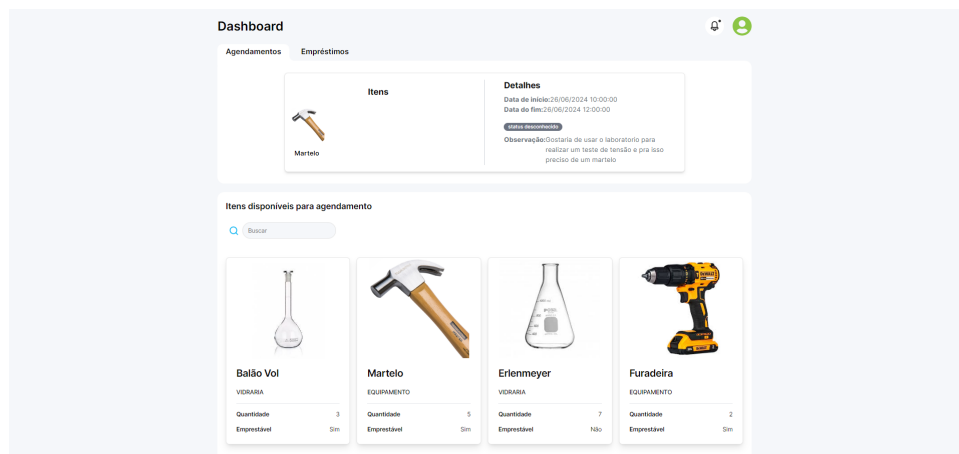 Dashboard
Agendamentos Empréstimos
Itens
Martelo
Detalhes
Data de início:26/06/2024 10:00:00
Data do fim:26/06/2024 12:00:00
status desconhecido
Observação:Gostaria de usar o laboratorio para
realizar um teste de tensão e pra isso
preciso de um martelo
Itens disponíveis para agendamento
Buscar
Balão Vol
VIDRARIA
Quantidade 3
Emprestável Sim
Martelo
EQUIPAMENTO
Quantidade 5
Emprestável Sim
Erlenmeyer
VIDRARIA
Quantidade 7
Emprestável Não
Furadeira
EQUIPAMENTO
Quantidade 2
Emprestável Sim